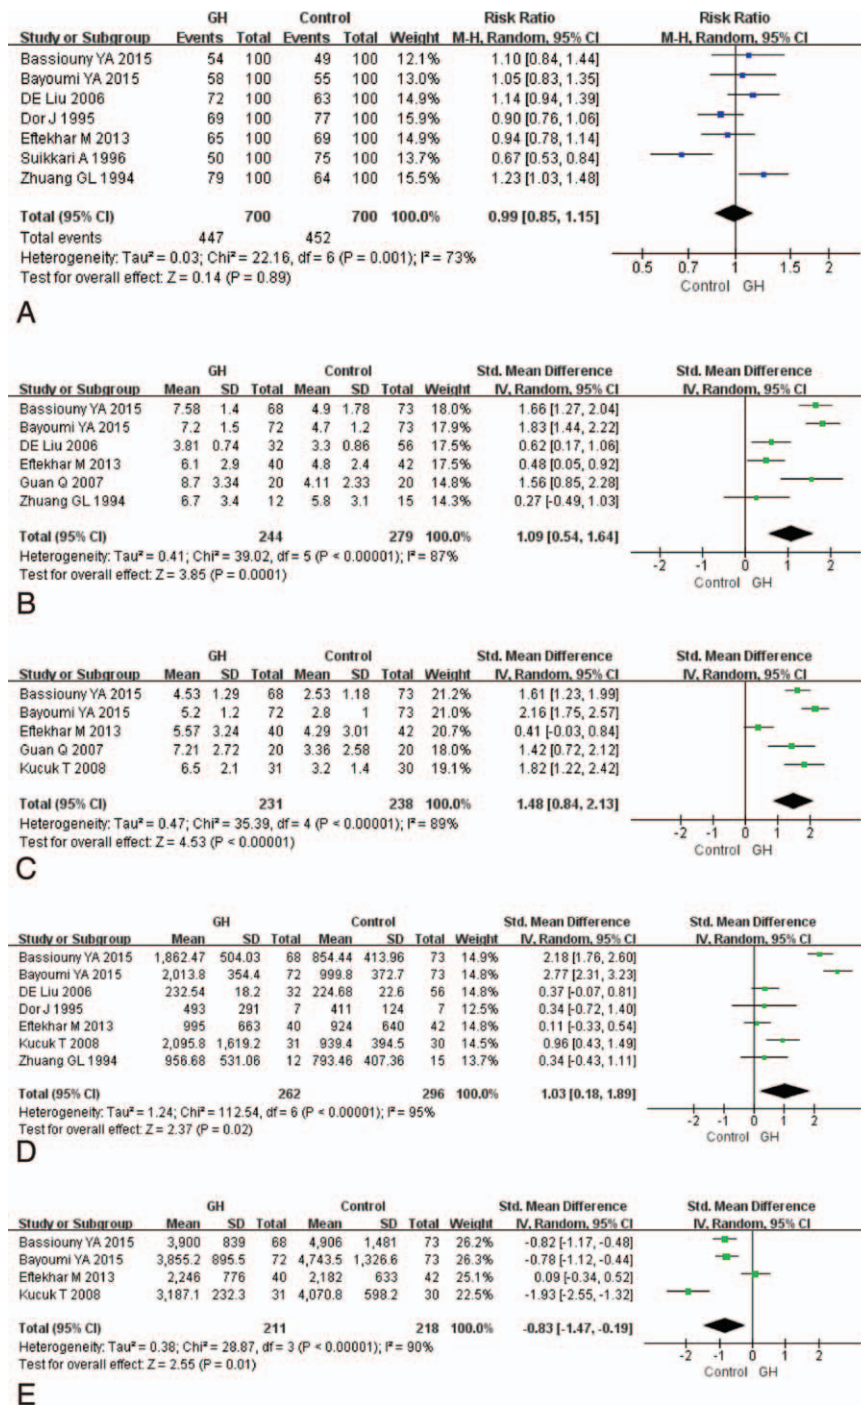 GH Control Risk Ratio Risk Ratio
Study or Subgroup Events Total Events Total Weight M-H, Random, 95% CI M-H, Random, 95% CI
Bassiouny YA 2015 54 100 49 100 12.1% 1.10 [0.84, 1.44]
Bayoumi YA 2015 58 100 55 100 13.0% 1.05 [0.83, 1.35]
DE Liu 2006 72 100 63 100 14.9% 1.14 [0.94, 1.39]
Dor J 1995 69 100 77 100 15.9% 0.90 [0.76, 1.06]
Eftekhar M 2013 65 100 69 100 14.9% 0.94 [0.78, 1.14]
Suikkari A 1996 50 100 75 100 13.7% 0.67 [0.53, 0.84]
Zhuang GL 1994 79 100 64 100 15.5% 1.23 [1.03, 1.48]
Total (95% CI) 700 700 100.0% 0.99 [0.85, 1.15]
Total events 447 452
Heterogeneity: Tau² = 0.03; Chi² = 22.16, df = 6 (P = 0.001); I² = 73%
Test for overall effect: Z = 0.14 (P = 0.89)
0.5 0.7 1 1.5 2
Control GH
A
GH Control Std. Mean Difference Std. Mean Difference
Study or Subgroup Mean SD Total Mean SD Total Weight IV, Random, 95% CI IV, Random, 95% CI
Bassiouny YA 2015 7.58 1.4 68 4.9 1.78 73 18.0% 1.66 [1.27, 2.04]
Bayoumi YA 2015 7.2 1.5 72 4.7 1.2 73 17.9% 1.83 [1.44, 2.22]
DE Liu 2006 3.81 0.74 32 3.3 0.86 56 17.5% 0.62 [0.17, 1.06]
Eftekhar M 2013 6.1 2.9 40 4.8 2.4 42 17.5% 0.48 [0.05, 0.92]
Guan Q 2007 8.7 3.34 20 4.11 2.33 20 14.8% 1.56 [0.85, 2.28]
Zhuang GL 1994 6.7 3.4 12 5.8 3.1 15 14.3% 0.27 [-0.49, 1.03]
Total (95% CI) 244 279 100.0% 1.09 [0.54, 1.64]
Heterogeneity: Tau² = 0.41; Chi² = 39.02, df = 5 (P < 0.00001); I² = 87%
Test for overall effect: Z = 3.85 (P = 0.0001)
-2 -1 0 1 2
Control GH
B
GH Control Std. Mean Difference Std. Mean Difference
Study or Subgroup Mean SD Total Mean SD Total Weight IV, Random, 95% CI IV, Random, 95% CI
Bassiouny YA 2015 4.53 1.29 68 2.53 1.18 73 21.2% 1.61 [1.23, 1.99]
Bayoumi YA 2015 5.2 1.2 72 2.8 1 73 21.0% 2.16 [1.75, 2.57]
Eftekhar M 2013 5.57 3.24 40 4.29 3.01 42 20.7% 0.41 [-0.03, 0.84]
Guan Q 2007 7.21 2.72 20 3.36 2.58 20 18.0% 1.42 [0.72, 2.12]
Kucuk T 2008 6.5 2.1 31 3.2 1.4 30 19.1% 1.82 [1.22, 2.42]
Total (95% CI) 231 238 100.0% 1.48 [0.84, 2.13]
Heterogeneity: Tau² = 0.47; Chi² = 35.39, df = 4 (P < 0.00001); I² = 89%
Test for overall effect: Z = 4.53 (P < 0.00001)
-2 -1 0 1 2
Control GH
C
GH Control Std. Mean Difference Std. Mean Difference
Study or Subgroup Mean SD Total Mean SD Total Weight IV, Random, 95% CI IV, Random, 95% CI
Bassiouny YA 2015 1,862.47 504.03 68 854.44 413.96 73 14.9% 2.18 [1.76, 2.60]
Bayoumi YA 2015 2,013.8 354.4 72 999.8 372.7 73 14.8% 2.77 [2.31, 3.23]
DE Liu 2006 232.54 18.2 32 224.68 22.6 56 14.8% 0.37 [-0.07, 0.81]
Dor J 1995 493 291 7 411 124 7 12.5% 0.34 [-0.72, 1.40]
Eftekhar M 2013 995 663 40 924 640 42 14.8% 0.11 [-0.33, 0.54]
Kucuk T 2008 2,095.8 1,619.2 31 939.4 394.5 30 14.5% 0.96 [0.43, 1.49]
Zhuang GL 1994 956.68 531.06 12 793.46 407.36 15 13.7% 0.34 [-0.43, 1.11]
Total (95% CI) 262 296 100.0% 1.03 [0.18, 1.89]
Heterogeneity: Tau² = 1.24; Chi² = 112.54, df = 6 (P < 0.00001); I² = 95%
Test for overall effect: Z = 2.37 (P = 0.02)
-2 -1 0 1 2
Control GH
D
GH Control Std. Mean Difference Std. Mean Difference
Study or Subgroup Mean SD Total Mean SD Total Weight IV, Random, 95% CI IV, Random, 95% CI
Bassiouny YA 2015 3,900 839 68 4,906 1,481 73 26.2% -0.82 [-1.17, -0.48]
Bayoumi YA 2015 3,855.2 895.5 72 4,743.5 1,326.6 73 26.3% -0.78 [-1.12, -0.44]
Eftekhar M 2013 2,246 776 40 2,182 633 42 25.1% 0.09 [-0.34, 0.52]
Kucuk T 2008 3,187.1 232.3 31 4,070.8 598.2 30 22.5% -1.93 [-2.55, -1.32]
Total (95% CI) 211 218 100.0% -0.83 [-1.47, -0.19]
Heterogeneity: Tau² = 0.38; Chi² = 28.87, df = 3 (P < 0.00001); I² = 90%
Test for overall effect: Z = 2.55 (P = 0.01)
-2 -1 0 1 2
Control GH
E